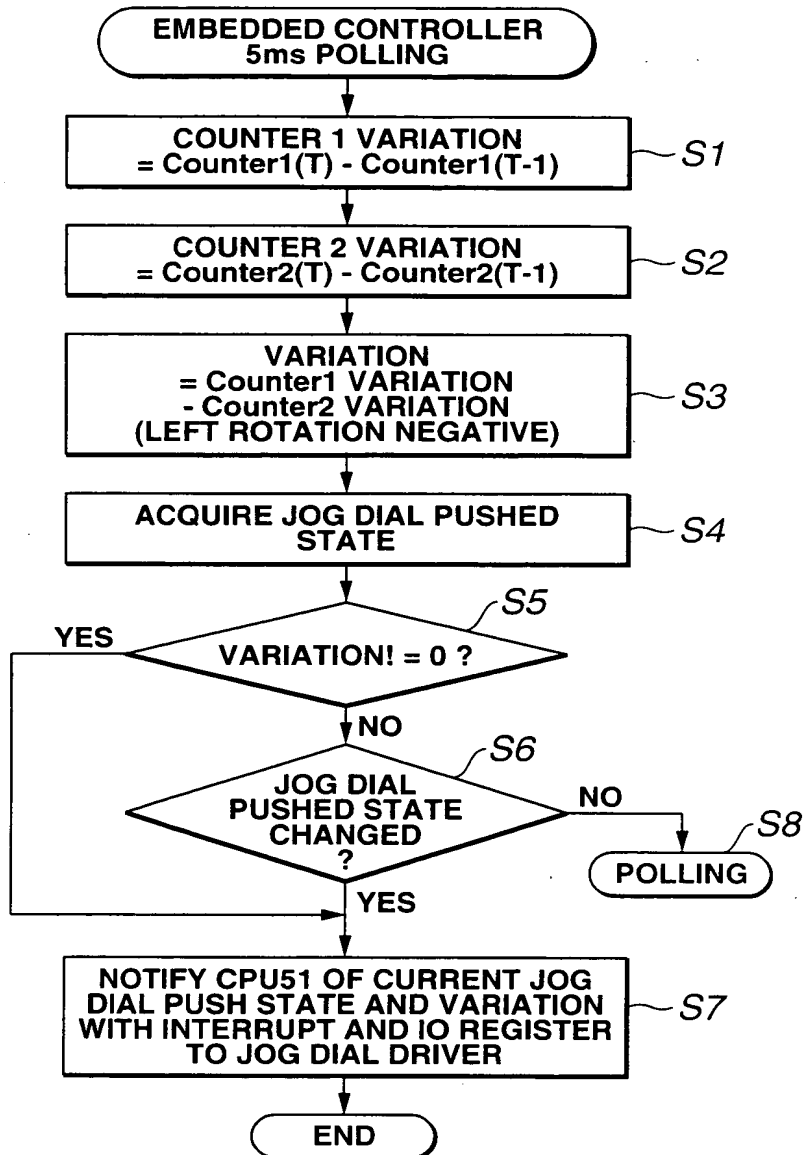 EMBEDDED CONTROLLER
5ms POLLING
COUNTER 1 VARIATION
= Counter1(T) - Counter1(T-1)
S1
COUNTER 2 VARIATION
= Counter2(T) - Counter2(T-1)
S2
VARIATION
= Counter1 VARIATION
- Counter2 VARIATION
(LEFT ROTATION NEGATIVE)
S3
ACQUIRE JOG DIAL PUSHED
STATE
S4
S5
YES
VARIATION! = 0 ?
NO
S6
JOG DIAL
PUSHED STATE
CHANGED
?
NO
S8
POLLING
YES
NOTIFY CPU51 OF CURRENT JOG
DIAL PUSH STATE AND VARIATION
WITH INTERRUPT AND IO REGISTER
TO JOG DIAL DRIVER
S7
END